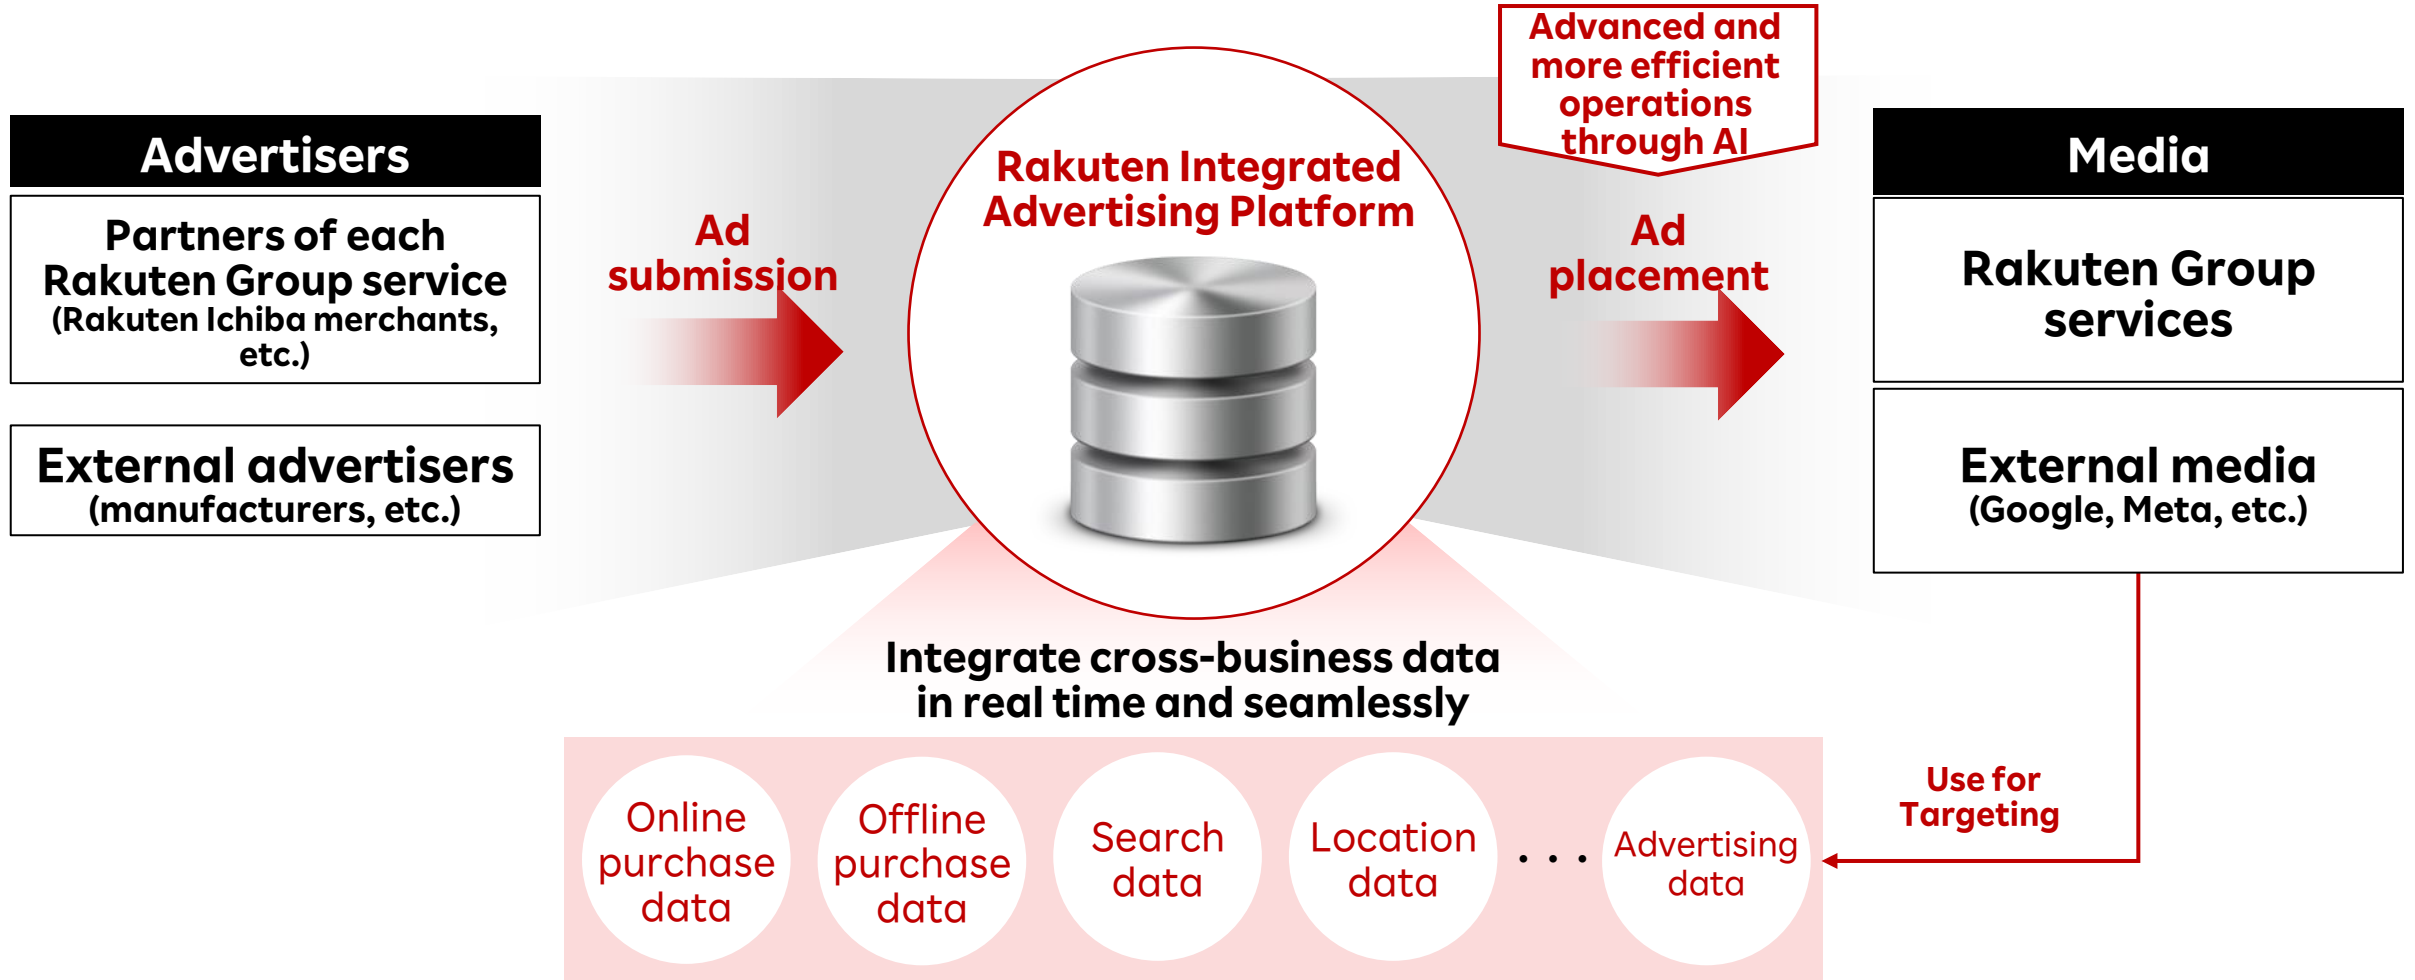 Advertisers
Partners of each
Rakuten Group service
(Rakuten Ichiba merchants,
etc.)
External advertisers
(manufacturers, etc.)
Ad
submission
Rakuten Integrated
Advertising Platform
Advanced and
more efficient
operations
through AI
Ad
placement
Media
Rakuten Group
services
External media
(Google, Meta, etc.)
Integrate cross-business data
in real time and seamlessly
Online
purchase
data
Offline
purchase
data
Search
data
Location
data
...
Advertising
data
Use for
Targeting